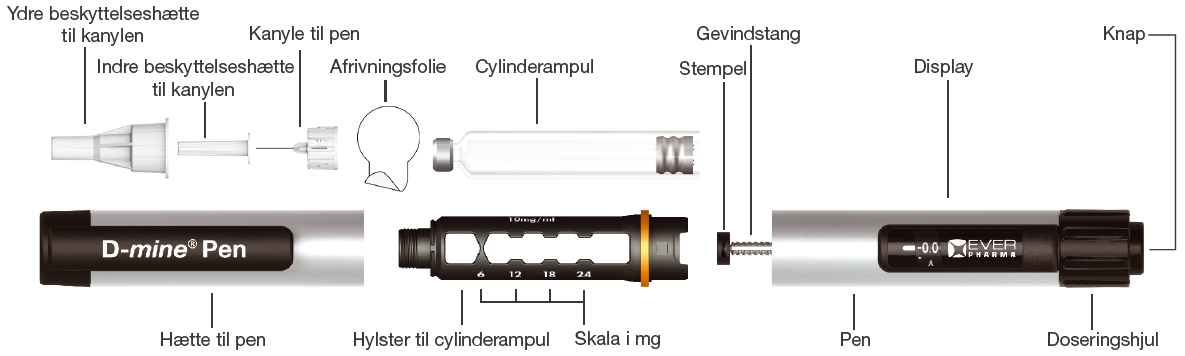 Ydre beskyttelseshætte
til kanylen
Indre beskyttelseshætte
til kanylen
Kanyle til pen
Afrivningsfolie
Cylinderampul
Stempel
Gevindstang
Display
Knap
D-mine® Pen
10mg/ml
6 12 18 24
-0.0
EVER
PHARMA
Hætte til pen
Hylster til cylinderampul
Skala i mg
Pen
Doseringshjul